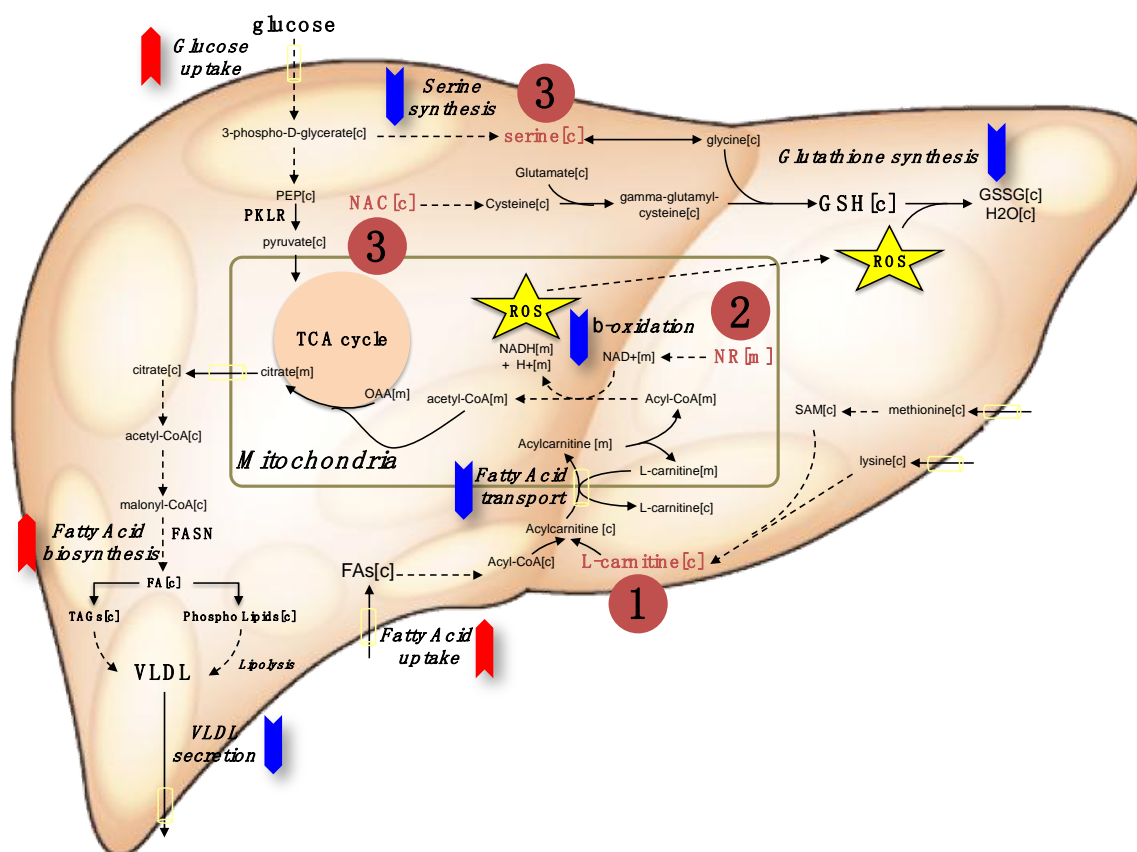 glucose
Glucose
uptake
Serine
synthesis
3
3-phospho-D-glycerate[c]
serine[c]
glycine[c]
Glutathione synthesis
Glutamate[c]
PEP[c]
NAC[c]
Cysteine[c]
gamma-glutamyl-
cysteine[c]
GSH[c]
GSSG[c]
H2O[c]
PKLR
pyruvate[c]
3
ROS
ROS
b-oxidation
2
TCA cycle
NADH[m]
+ H+[m]
NAD+[m]
NR[m]
citrate[c]
citrate[m]
OAA[m]
acetyl-CoA[m]
Acyl-CoA[m]
SAM[c]
methionine[c]
acetyl-CoA[c]
Acylcarnitine [m]
Mitochondria
lysine[c]
L-carnitine[m]
Fatty Acid
transport
malonyl-CoA[c]
L-carnitine[c]
Fatty Acid
biosynthesis
FASN
Acylcarnitine [c]
FA[c]
FAs[c]
Acyl-CoA[c]
L-carnitine[c]
1
TAGs[c]
Phospho Lipids[c]
Fatty Acid
uptake
Lipolysis
VLDL
VLDL
secretion